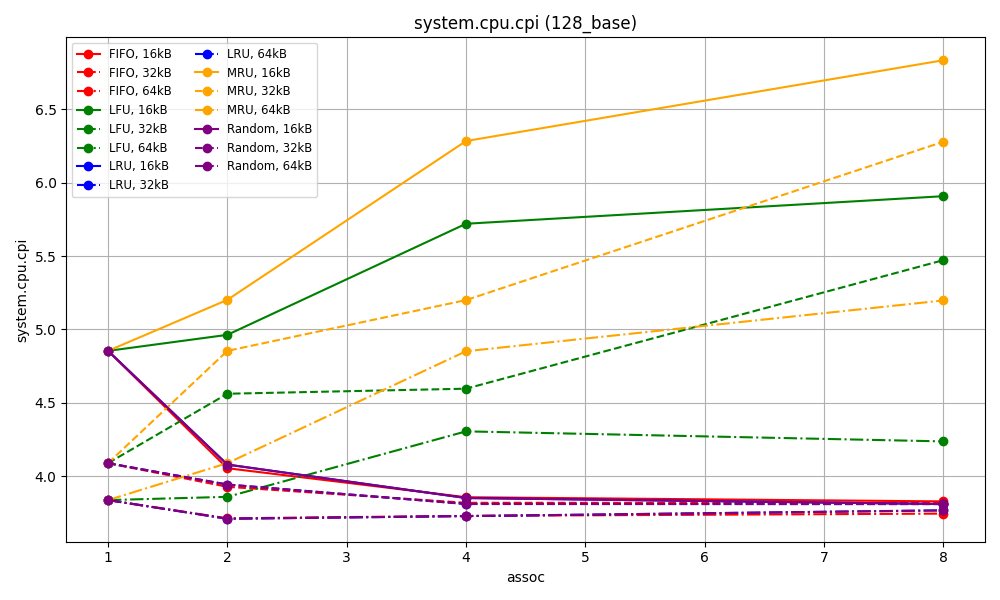 system.cpu.cpi (128_base)
FIFO, 16kB
FIFO, 32kB
FIFO, 64kB
LFU, 16kB
LFU, 32kB
LFU, 64kB
LRU, 16kB
LRU, 32kB
LRU, 64kB
MRU, 16kB
MRU, 32kB
MRU, 64kB
Random, 16kB
Random, 32kB
Random, 64kB
system.cpu.cpi
6.5
6.0
5.5
5.0
4.5
4.0
1 2 3 4 5 6 7 8
assoc